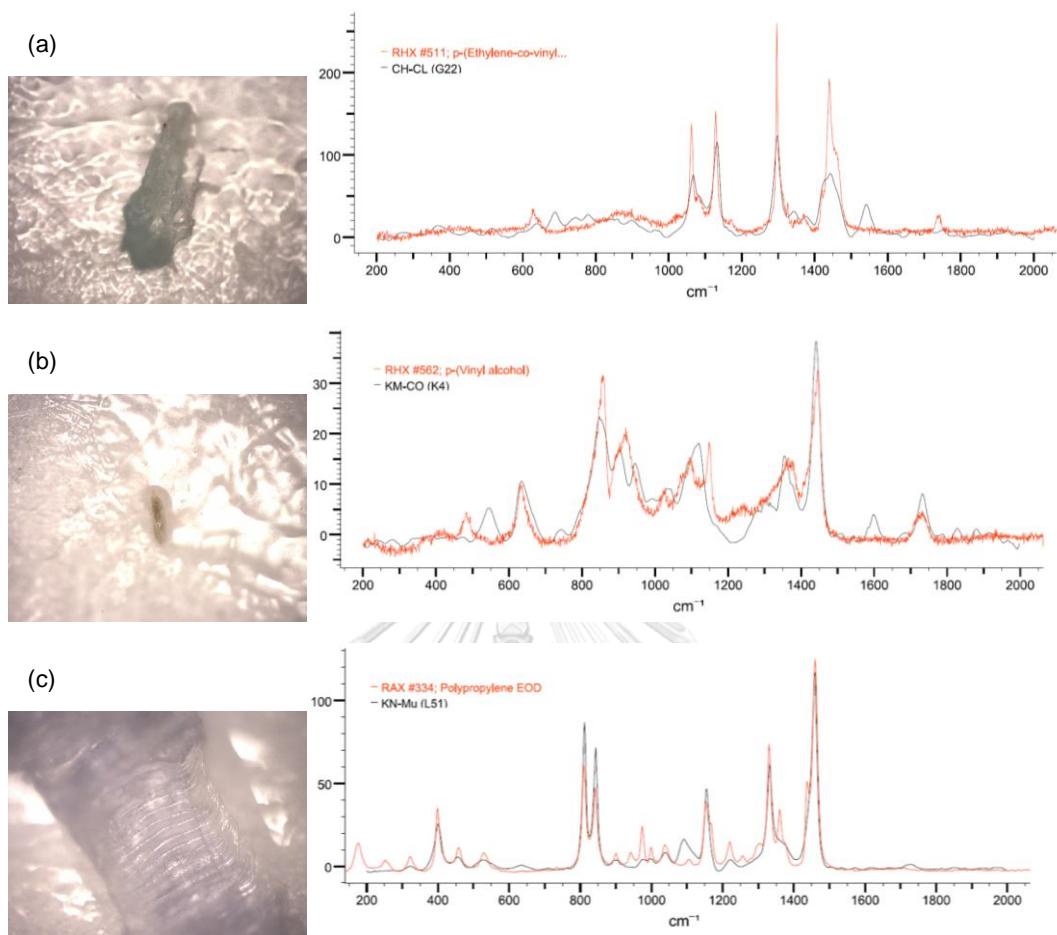 (a)
RHX #511; p-(Ethylene-co-vinyl...
CH-CL (G22)
200
100
0
200 400 600 800 1000 1200 1400 1600 1800 2000
cm⁻¹
(b)
RHX #562; p-(Vinyl alcohol)
KM-CO (K4)
30
20
10
0
200 400 600 800 1000 1200 1400 1600 1800 2000
cm⁻¹
(c)
RAX #334; Polypropylene EOD
KN-Mu (L51)
100
50
0
200 400 600 800 1000 1200 1400 1600 1800 2000
cm⁻¹